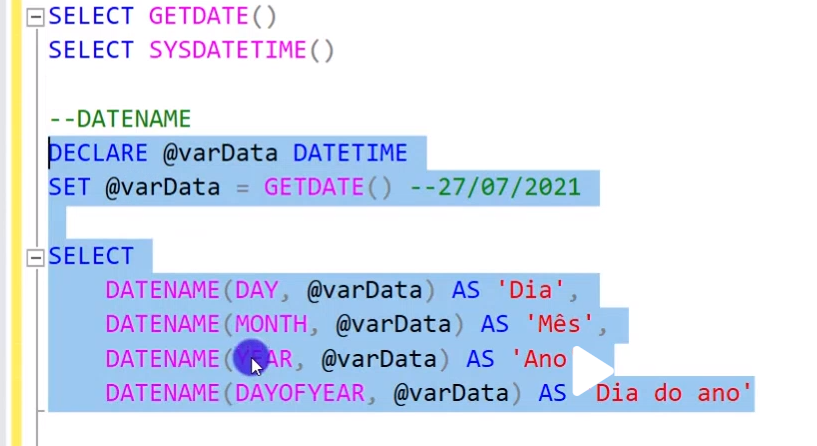 SELECT GETDATE()
SELECT SYSDATETIME()
--DATENAME
DECLARE @varData DATETIME
SET @varData = GETDATE() --27/07/2021
SELECT
DATENAME(DAY, @varData) AS 'Dia',
DATENAME(MONTH, @varData) AS 'Mês',
DATENAME(YEAR, @varData) AS 'Ano
DATENAME(DAYOFYEAR, @varData) AS 'Dia do ano'